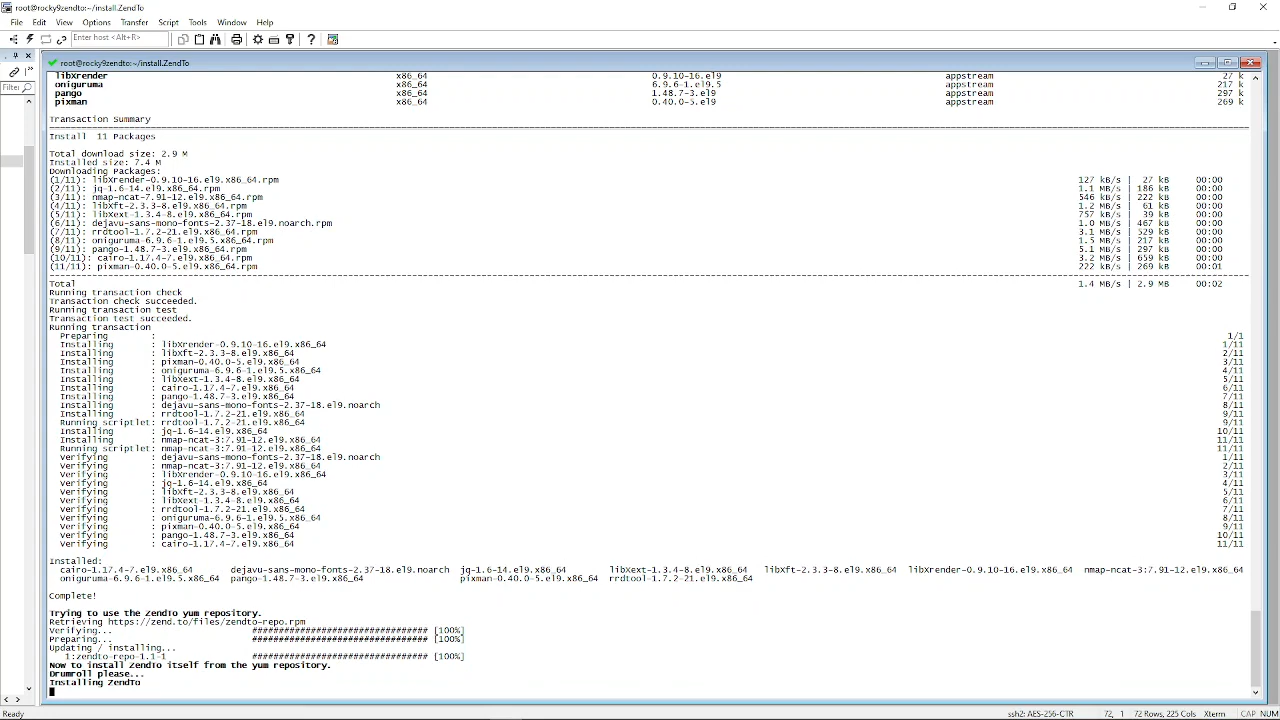 root@rocky9zendto:~/install.ZendTo
File Edit View Options Transfer Script Tools Window Help
Enter host <Alt+R>
root@rocky9zendto:~/install.ZendTo
Filter
libXrender x86_64 0.9.10-16.el9 appstream 27 k
oniguruma x86_64 6.9.6-1.el9.5 appstream 217 k
pango x86_64 1.48.7-3.el9 appstream 297 k
pixman x86_64 0.40.0-5.el9 appstream 269 k
Transaction Summary
Install 11 Packages
Total download size: 2.9 M
Installed size: 7.4 M
Downloading Packages:
(1/11): libXrender-0.9.10-16.el9.x86_64.rpm 127 kB/s | 27 kB 00:00
(2/11): jq-1.6-14.el9.x86_64.rpm 1.1 MB/s | 186 kB 00:00
(3/11): nmap-ncat-7.91-12.el9.x86_64.rpm 546 kB/s | 222 kB 00:00
(4/11): libXft-2.3.3-8.el9.x86_64.rpm 1.2 MB/s | 61 kB 00:00
(5/11): libXext-1.3.4-8.el9.x86_64.rpm 757 kB/s | 39 kB 00:00
(6/11): dejavu-sans-mono-fonts-2.37-18.el9.noarch.rpm 1.0 MB/s | 467 kB 00:00
(7/11): rrdtool-1.7.2-21.el9.x86_64.rpm 3.1 MB/s | 529 kB 00:00
(8/11): oniguruma-6.9.6-1.el9.5.x86_64.rpm 1.5 MB/s | 217 kB 00:00
(9/11): pango-1.48.7-3.el9.x86_64.rpm 5.1 MB/s | 297 kB 00:00
(10/11): cairo-1.17.4-7.el9.x86_64.rpm 3.2 MB/s | 659 kB 00:00
(11/11): pixman-0.40.0-5.el9.x86_64.rpm 222 kB/s | 269 kB 00:01
Total 1.4 MB/s | 2.9 MB 00:02
Running transaction check
Transaction check succeeded.
Running transaction test
Transaction test succeeded.
Running transaction
Preparing : 1/1
Installing : libXrender-0.9.10-16.el9.x86_64 1/11
Installing : libXft-2.3.3-8.el9.x86_64 2/11
Installing : pixman-0.40.0-5.el9.x86_64 3/11
Installing : oniguruma-6.9.6-1.el9.5.x86_64 4/11
Installing : libXext-1.3.4-8.el9.x86_64 5/11
Installing : cairo-1.17.4-7.el9.x86_64 6/11
Installing : pango-1.48.7-3.el9.x86_64 7/11
Installing : dejavu-sans-mono-fonts-2.37-18.el9.noarch 8/11
Installing : rrdtool-1.7.2-21.el9.x86_64 9/11
Running scriptlet: rrdtool-1.7.2-21.el9.x86_64 9/11
Installing : jq-1.6-14.el9.x86_64 10/11
Installing : nmap-ncat-3:7.91-12.el9.x86_64 11/11
Running scriptlet: nmap-ncat-3:7.91-12.el9.x86_64 11/11
Verifying : dejavu-sans-mono-fonts-2.37-18.el9.noarch 1/11
Verifying : nmap-ncat-3:7.91-12.el9.x86_64 2/11
Verifying : libXrender-0.9.10-16.el9.x86_64 3/11
Verifying : jq-1.6-14.el9.x86_64 4/11
Verifying : libXft-2.3.3-8.el9.x86_64 5/11
Verifying : libXext-1.3.4-8.el9.x86_64 6/11
Verifying : rrdtool-1.7.2-21.el9.x86_64 7/11
Verifying : oniguruma-6.9.6-1.el9.5.x86_64 8/11
Verifying : pixman-0.40.0-5.el9.x86_64 9/11
Verifying : pango-1.48.7-3.el9.x86_64 10/11
Verifying : cairo-1.17.4-7.el9.x86_64 11/11
Installed:
cairo-1.17.4-7.el9.x86_64 dejavu-sans-mono-fonts-2.37-18.el9.noarch jq-1.6-14.el9.x86_64 libXext-1.3.4-8.el9.x86_64 libXft-2.3.3-8.el9.x86_64 libXrender-0.9.10-16.el9.x86_64 nmap-ncat-3:7.91-12.el9.x86_64
oniguruma-6.9.6-1.el9.5.x86_64 pango-1.48.7-3.el9.x86_64 pixman-0.40.0-5.el9.x86_64 rrdtool-1.7.2-21.el9.x86_64
Complete!
Trying to use the ZendTo yum repository.
Retrieving https://zend.to/files/zendto-repo.rpm
Verifying... ################################# [100%]
Preparing... ################################# [100%]
Updating / installing...
1:zendto-repo-1.1-1 ################################# [100%]
Now to install ZendTo itself from the yum repository.
Drumroll please...
Installing ZendTo
Ready ssh2: AES-256-CTR 72, 1 72 Rows, 225 Cols Xterm CAP NUM